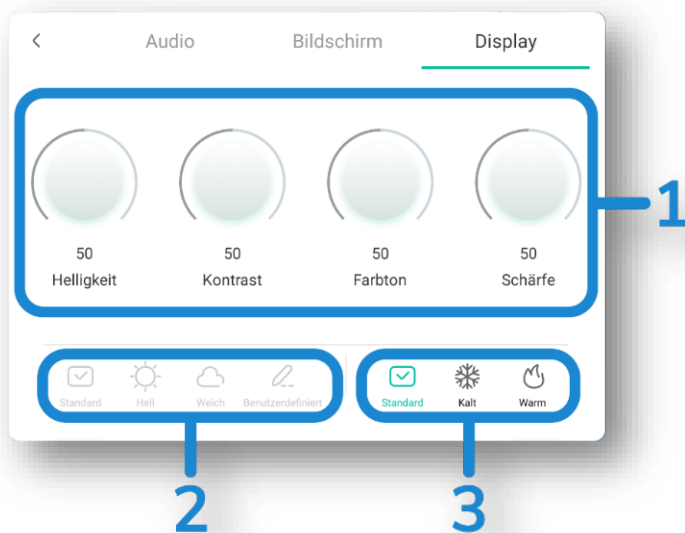 Audio Bildschirm Display
1
50 50 50 50
Helligkeit Kontrast Farbton Schärfe
Standard Hell Weich Benutzerdefiniert Standard Kalt Warm
2 3